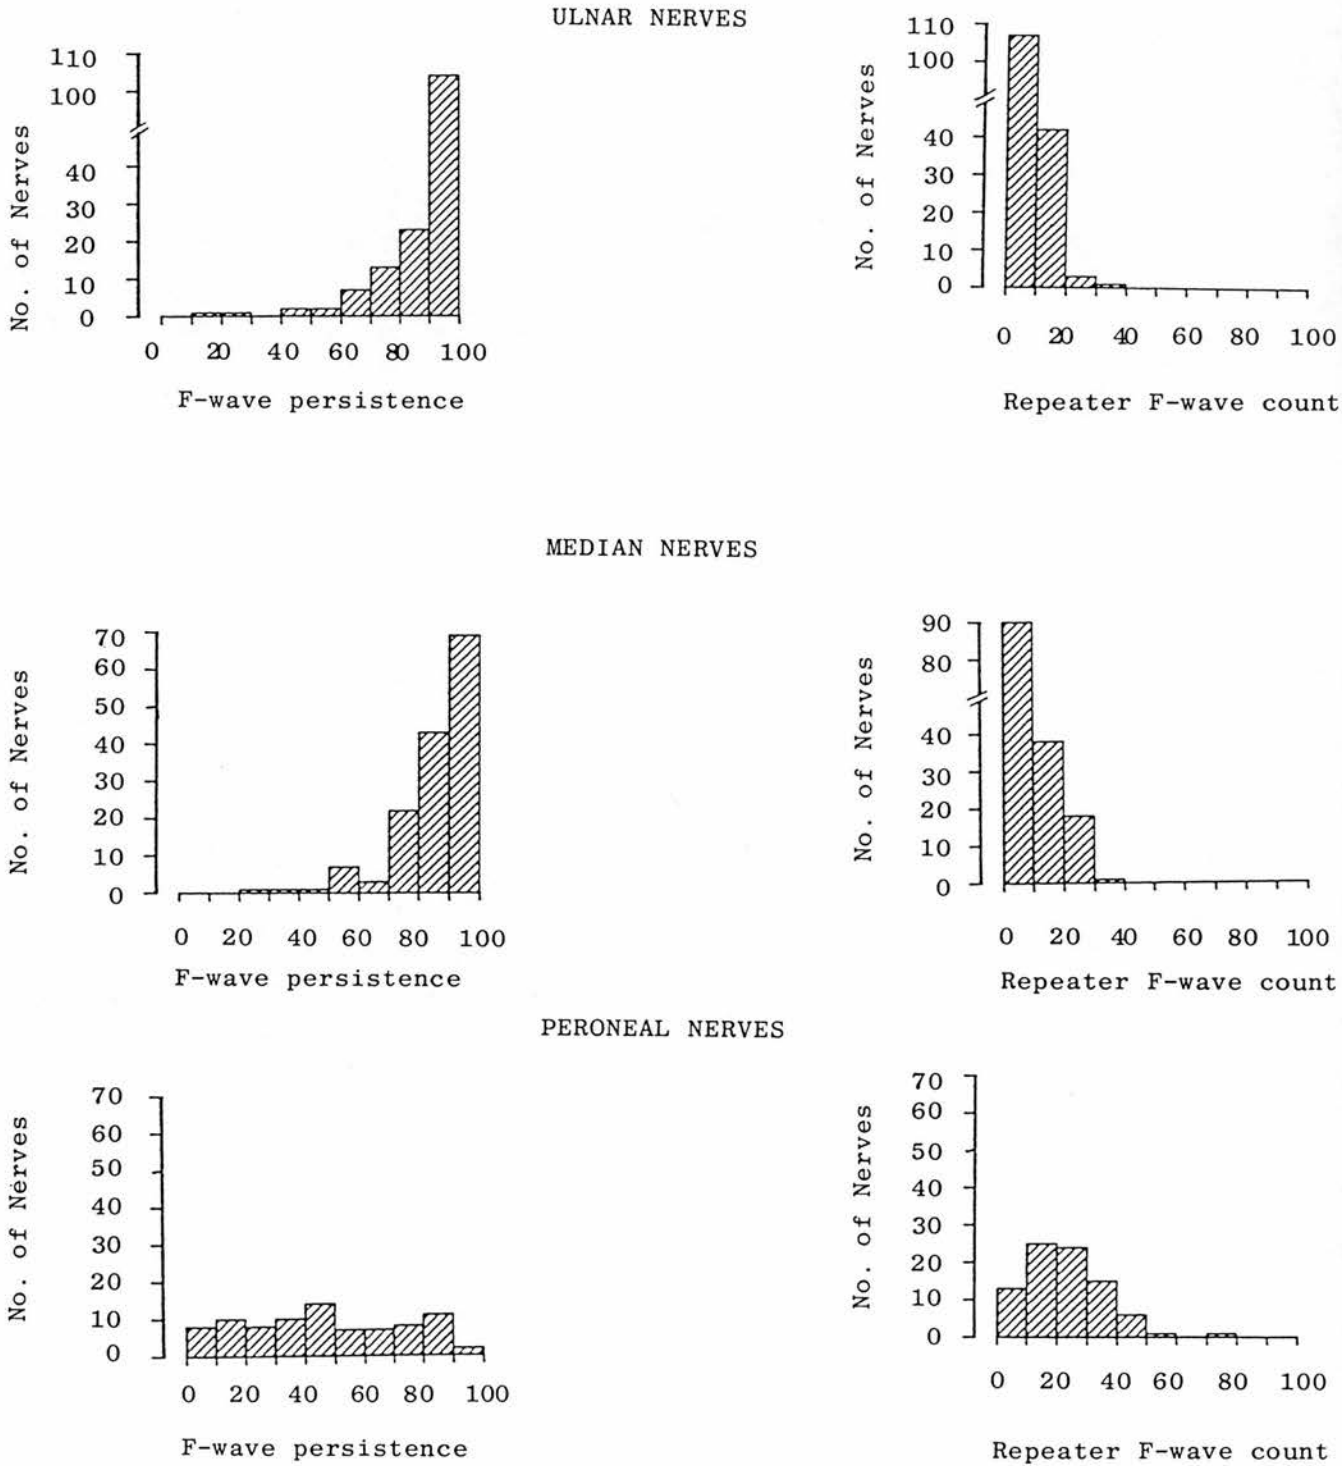 ULNAR NERVES
No. of Nerves
110
100
40
30
20
10
0
0 20 40 60 80 100
F-wave persistence
No. of Nerves
110
100
40
30
20
10
0
0 20 40 60 80 100
Repeater F-wave count
MEDIAN NERVES
No. of Nerves
70
60
50
40
30
20
10
0
0 20 40 60 80 100
F-wave persistence
No. of Nerves
90
80
40
30
20
10
0
0 20 40 60 80 100
Repeater F-wave count
PERONEAL NERVES
No. of Nerves
70
60
50
40
30
20
10
0
0 20 40 60 80 100
F-wave persistence
No. of Nerves
70
60
50
40
30
20
10
0
0 20 40 60 80 100
Repeater F-wave count